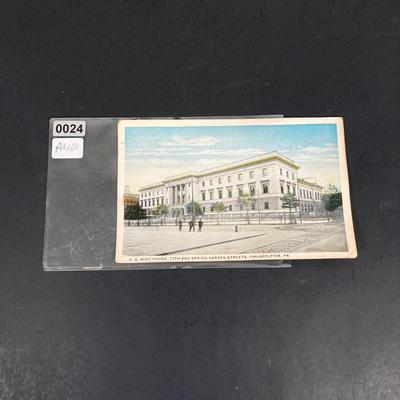 0024
U. S. MINT HOUSE, 17TH AND SPRING GARDEN STREETS, PHILADELPHIA, PA.